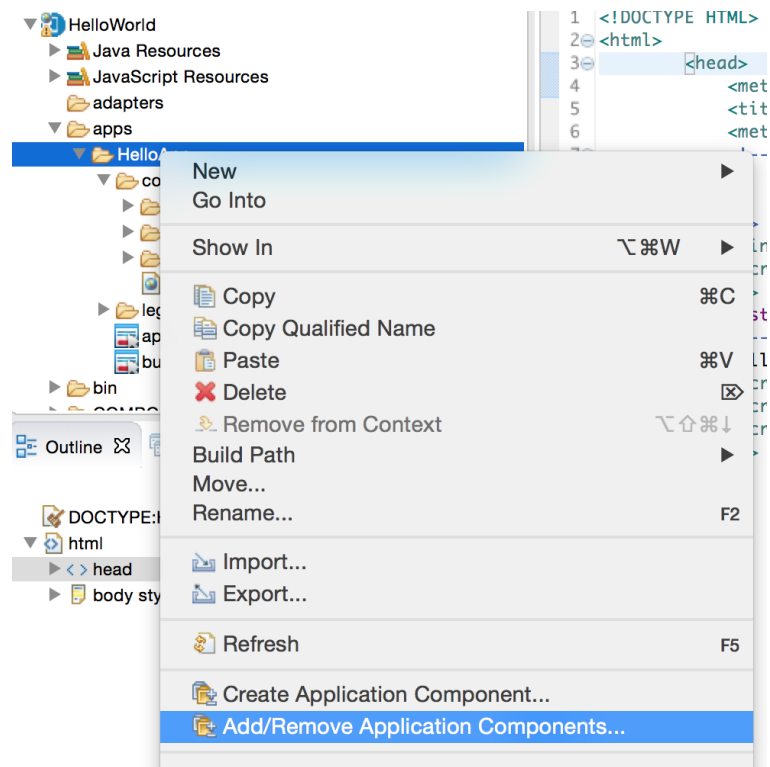 HelloWorld
Java Resources
JavaScript Resources
adapters
apps
bin
Outline
html
head
body
1 <!DOCTYPE HTML>
2 <html>
3 <head>
4
5
6
New
Go Into
Show In ⌥⌘W
Copy ⌘C
Copy Qualified Name
Paste ⌘V
Delete ⌦
Remove from Context ⌥⇧⌘↓
Build Path
Move...
Rename... F2
Import...
Export...
Refresh F5
Create Application Component...
Add/Remove Application Components...